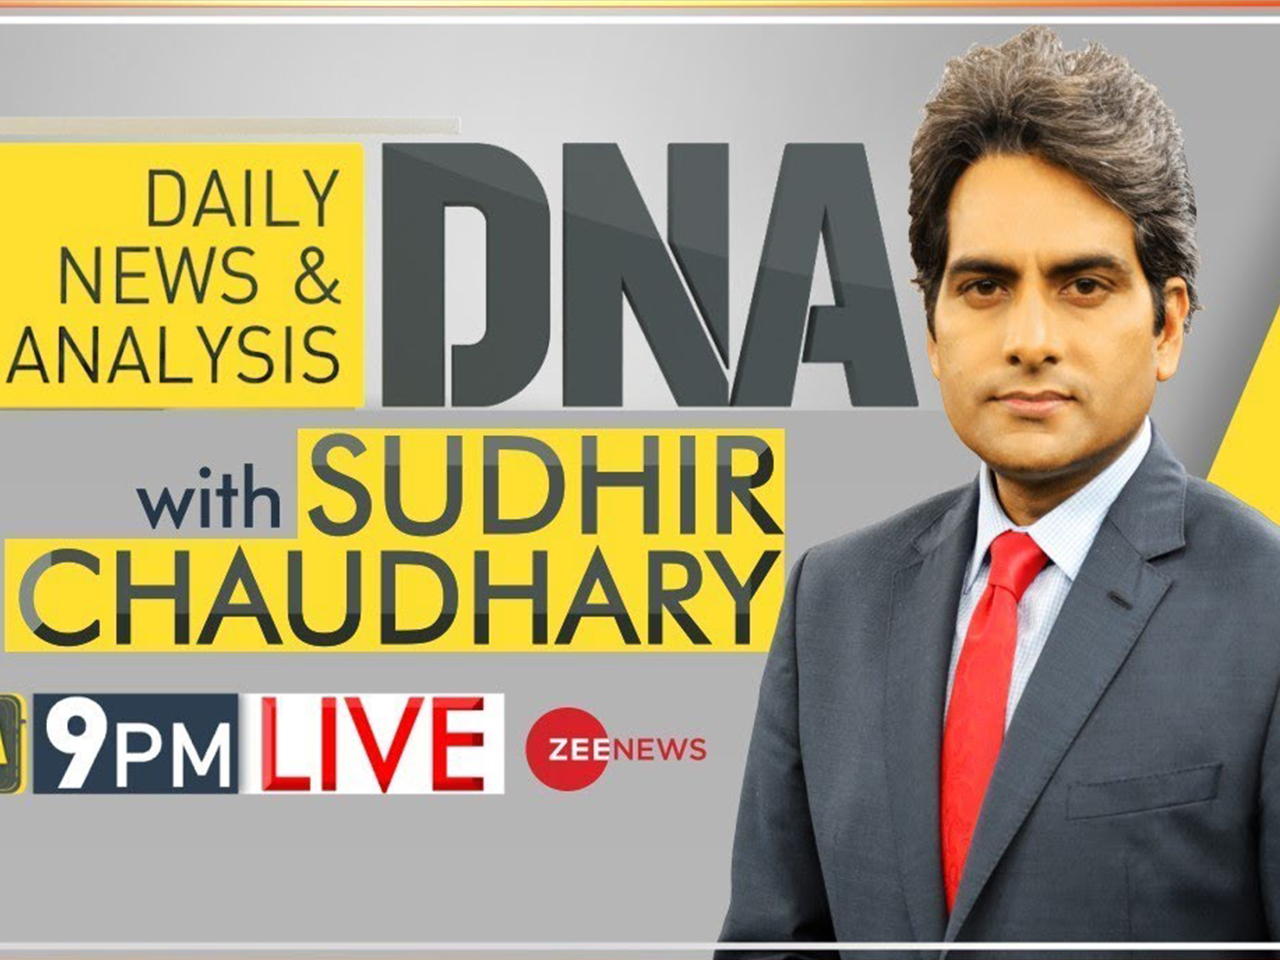 DAILY
NEWS &
ANALYSIS
DNA
with SUDHIR
CHAUDHARY
A 9PM LIVE
ZEENEWS